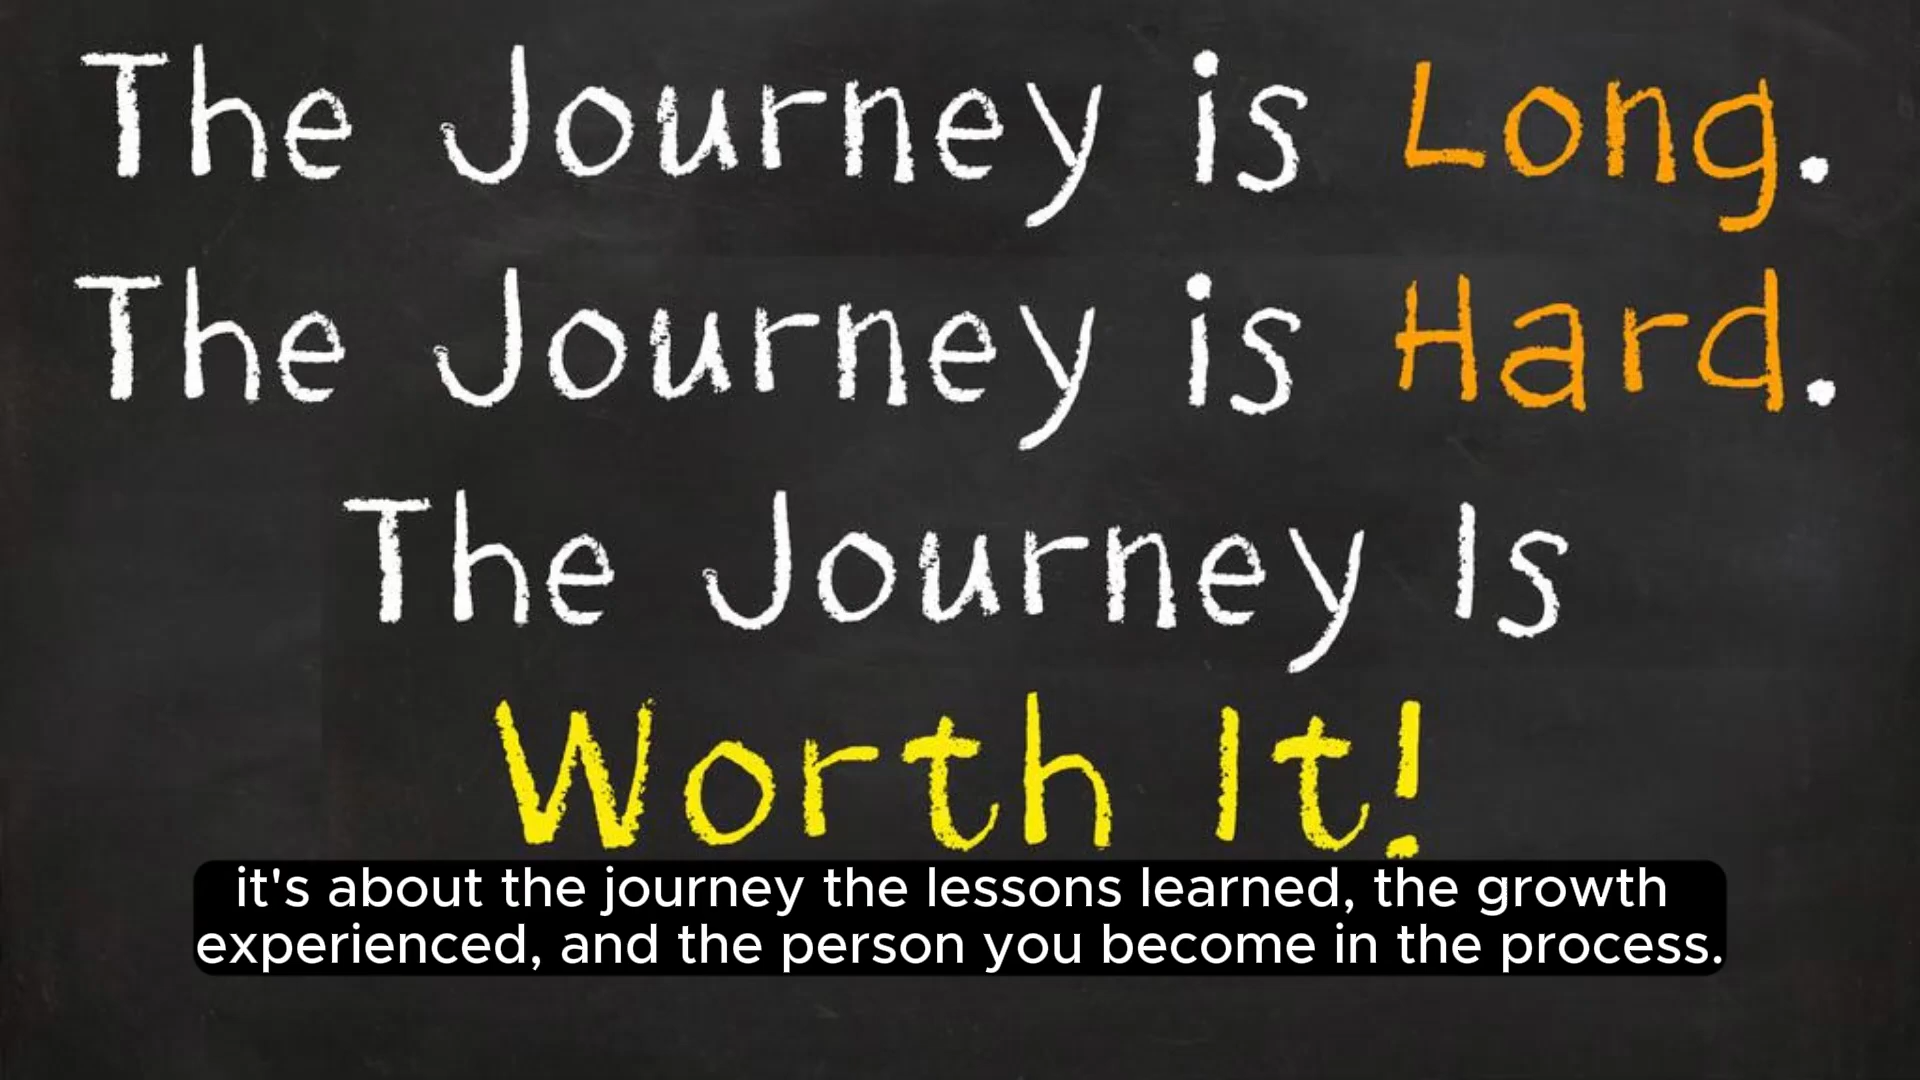 The Journey is Long.
The Journey is Hard.
The Journey Is
Worth It!
it's about the journey the lessons learned, the growth
experienced, and the person you become in the process.